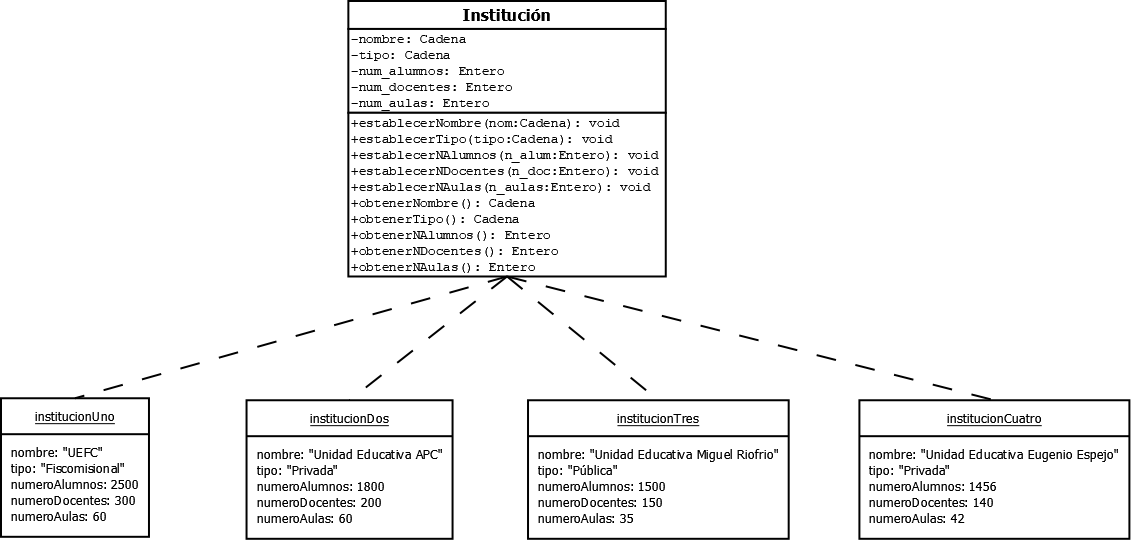 Institución
-nombre: Cadena
-tipo: Cadena
-num_alumnos: Entero
-num_docentes: Entero
-num_aulas: Entero
+establecerNombre(nom:Cadena): void
+establecerTipo(tipo:Cadena): void
+establecerNAlumnos(n_alum:Entero): void
+establecerNDocentes(n_doc:Entero): void
+establecerNAulas(n_aulas:Entero): void
+obtenerNombre(): Cadena
+obtenerTipo(): Cadena
+obtenerNAlumnos(): Entero
+obtenerNDocentes(): Entero
+obtenerNAulas(): Entero
institucionUno
nombre: "UEFC"
tipo: "Fiscomisional"
numeroAlumnos: 2500
numeroDocentes: 300
numeroAulas: 60
institucionDos
nombre: "Unidad Educativa APC"
tipo: "Privada"
numeroAlumnos: 1800
numeroDocentes: 200
numeroAulas: 60
institucionTres
nombre: "Unidad Educativa Miguel Riofrio"
tipo: "Pública"
numeroAlumnos: 1500
numeroDocentes: 150
numeroAulas: 35
institucionCuatro
nombre: "Unidad Educativa Eugenio Espejo"
tipo: "Privada"
numeroAlumnos: 1456
numeroDocentes: 140
numeroAulas: 42